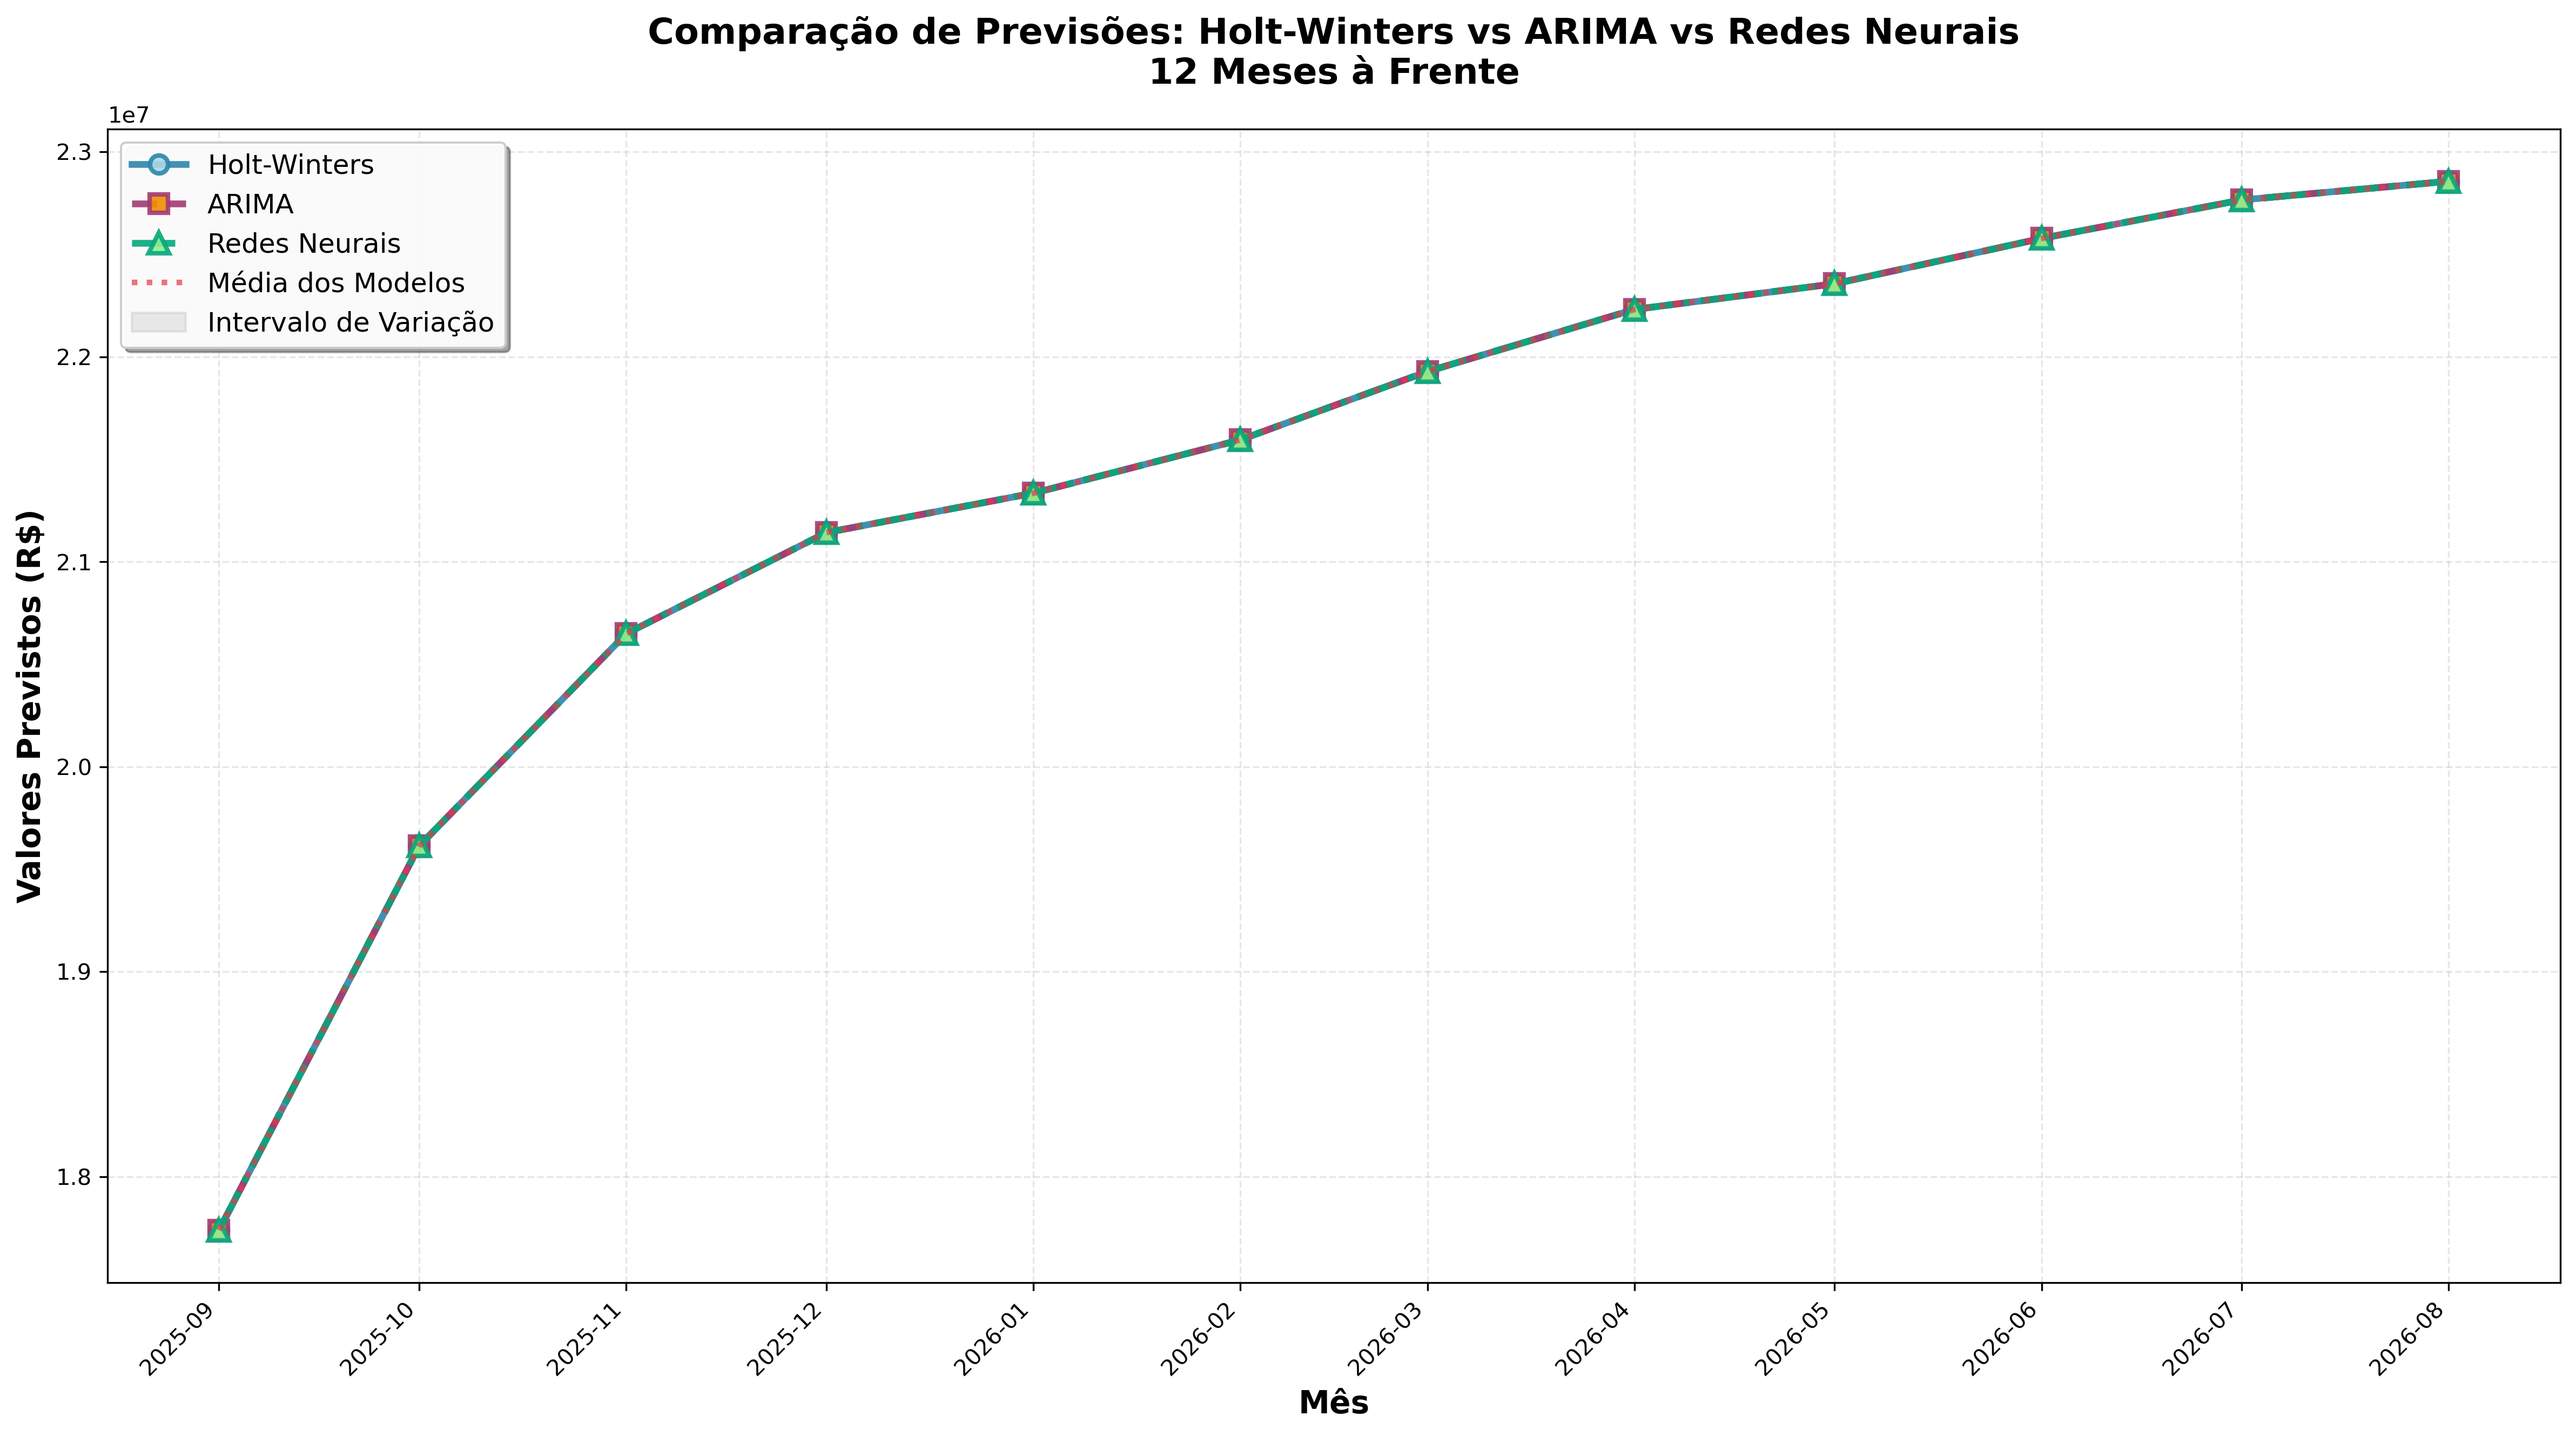 Comparação de Previsões: Holt-Winters vs ARIMA vs Redes Neurais
12 Meses à Frente
1e7
2.3
2.2
2.1
2.0
1.9
1.8
Valores Previstos (R$)
Holt-Winters
ARIMA
Redes Neurais
Média dos Modelos
Intervalo de Variação
2025-09
2025-10
2025-11
2025-12
2026-01
2026-02
2026-03
2026-04
2026-05
2026-06
2026-07
2026-08
Mês